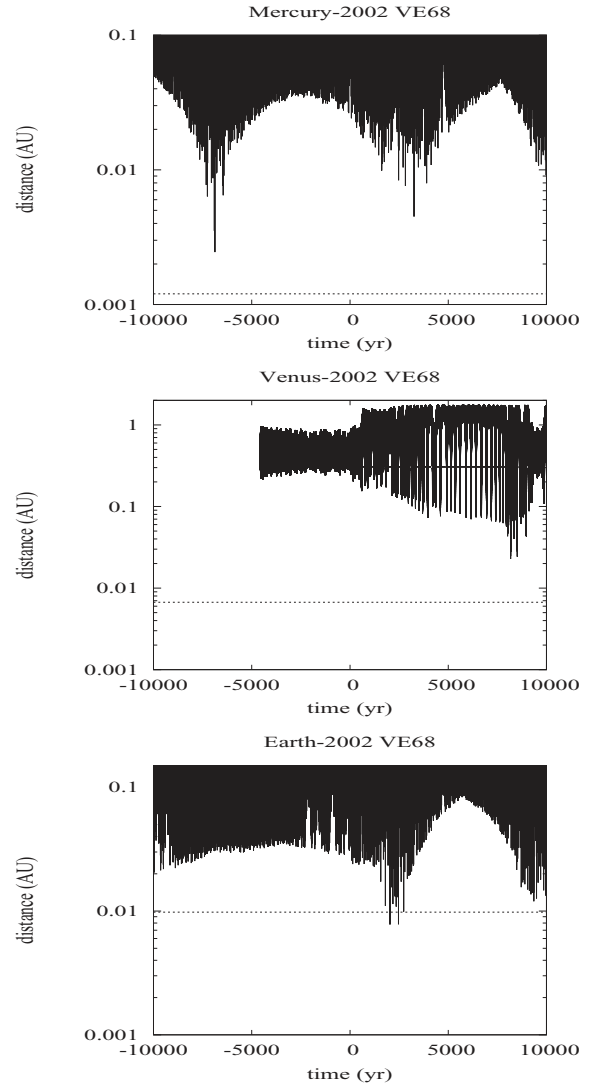 Mercury-2002 VE68
0.1
0.01
0.001
distance (AU)
-10000 -5000 0 5000 10000
time (yr)
Venus-2002 VE68
1
0.1
0.01
0.001
distance (AU)
-10000 -5000 0 5000 10000
time (yr)
Earth-2002 VE68
0.1
0.01
0.001
distance (AU)
-10000 -5000 0 5000 10000
time (yr)